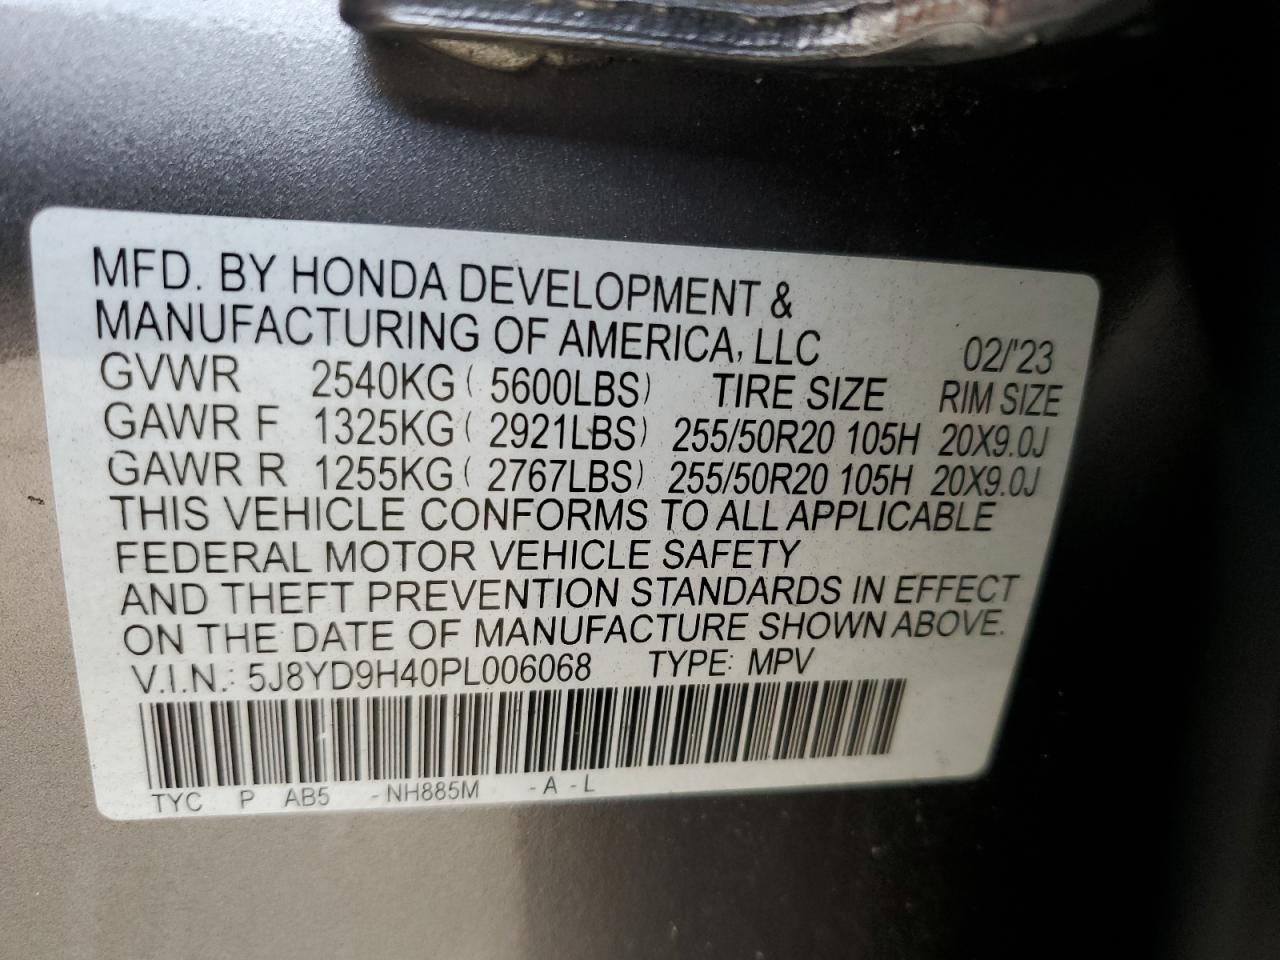 MFD. BY HONDA DEVELOPMENT &
MANUFACTURING OF AMERICA, LLC 02/'23
GVWR 2540KG ( 5600LBS) TIRE SIZE RIM SIZE
GAWR F 1325KG ( 2921LBS) 255/50R20 105H 20X9.0J
GAWR R 1255KG ( 2767LBS) 255/50R20 105H 20X9.0J
THIS VEHICLE CONFORMS TO ALL APPLICABLE
FEDERAL MOTOR VEHICLE SAFETY
AND THEFT PREVENTION STANDARDS IN EFFECT
ON THE DATE OF MANUFACTURE SHOWN ABOVE.
V.I.N.: 5J8YD9H40PL006068 TYPE: MPV
TYC P AB5 -NH885M -A -L